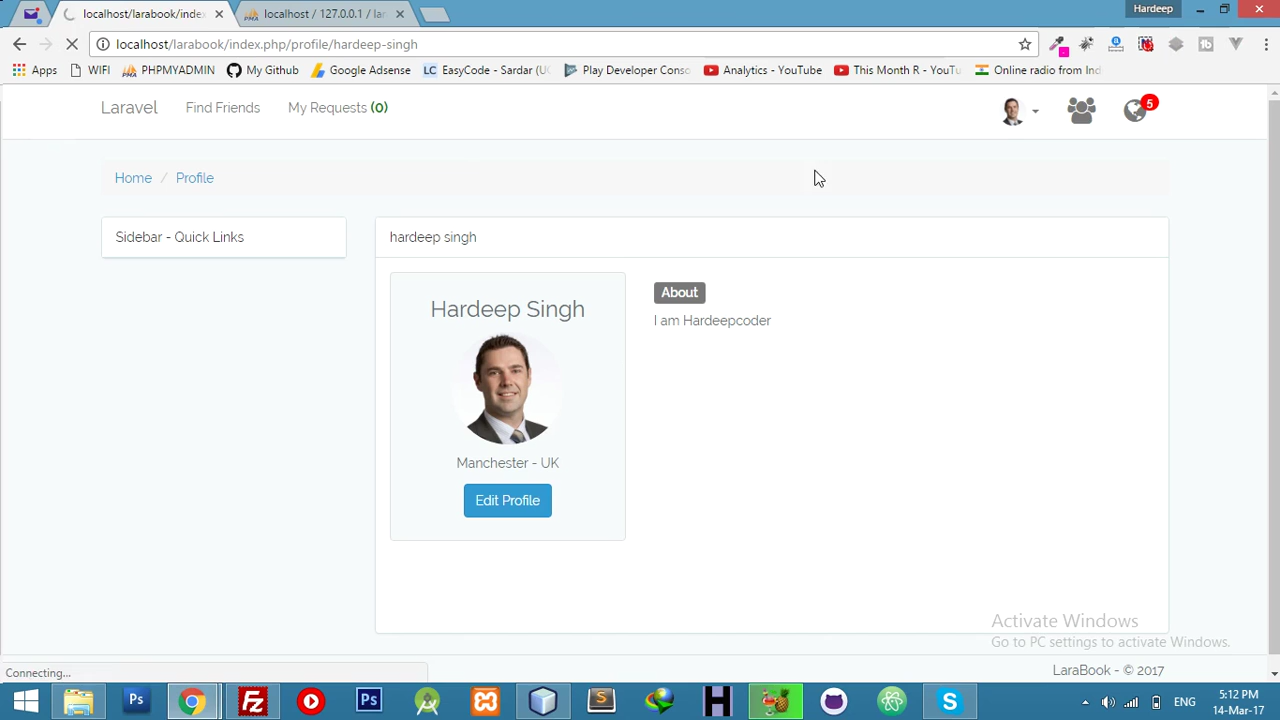 Hardeep
localhost/larabook/index
localhost / 127.0.0.1 / lar
localhost/larabook/index.php/profile/hardeep-singh
Apps WIFI PHPMYADMIN My Github Google Adsense EasyCode - Sardar (UK Play Developer Conso Analytics - YouTube This Month R - YouTu Online radio from Ind
Laravel Find Friends My Requests (0) 5
Home / Profile
Sidebar - Quick Links
hardeep singh
Hardeep Singh
About
I am Hardeepcoder
Manchester - UK
Edit Profile
Activate Windows
Go to PC settings to activate Windows.
LaraBook - © 2017
Connecting...
ENG
5:12 PM
14-Mar-17